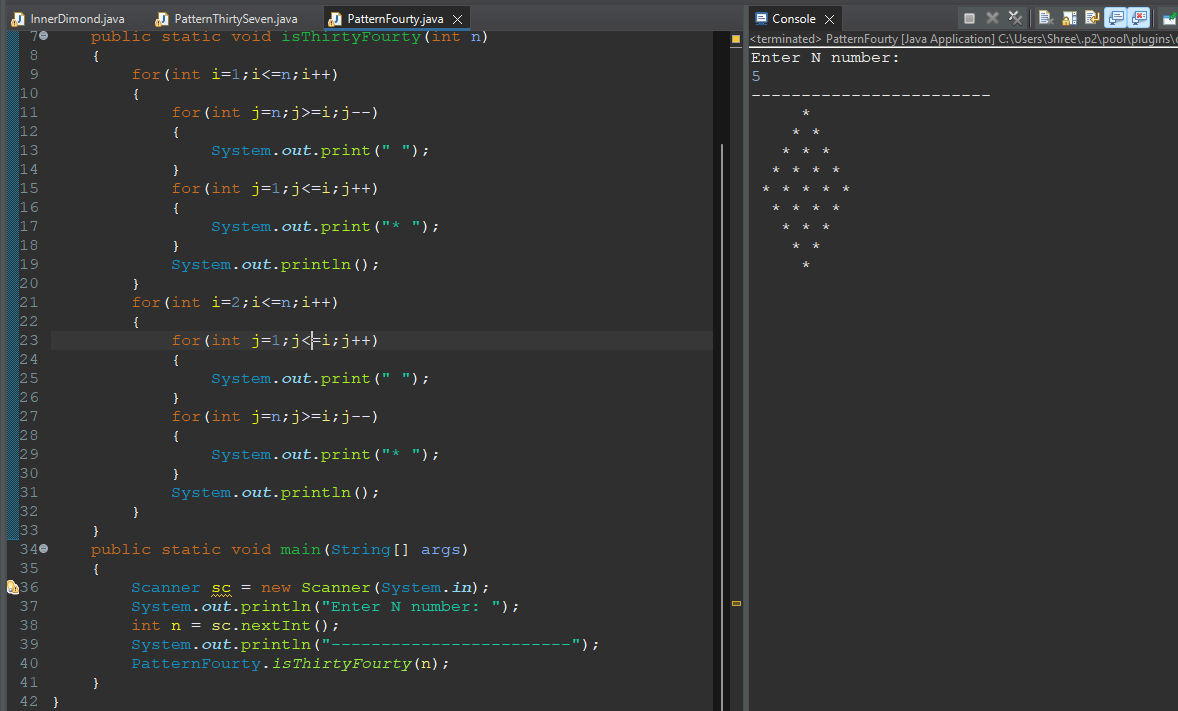 InnerDimond.java PatternThirtySeven.java PatternFourty.java
7 public static void isThirtyFourty(int n)
8 {
9 for(int i=1;i<=n;i++)
10 {
11 for(int j=n;j>=i;j--)
12 {
13 System.out.print(" ");
14 }
15 for(int j=1;j<=i;j++)
16 {
17 System.out.print("* ");
18 }
19 System.out.println();
20 }
21 for(int i=2;i<=n;i++)
22 {
23 for(int j=1;j<=i;j++)
24 {
25 System.out.print(" ");
26 }
27 for(int j=n;j>=i;j--)
28 {
29 System.out.print("* ");
30 }
31 System.out.println();
32 }
33 }
34 public static void main(String[] args)
35 {
36 Scanner sc = new Scanner(System.in);
37 System.out.println("Enter N number: ");
38 int n = sc.nextInt();
39 System.out.println("------------------------");
40 PatternFourty.isThirtyFourty(n);
41 }
42 }
Console
<terminated> PatternFourty [Java Application] C:\Users\Shree\.p2\pool\plugins\
Enter N number:
5
------------------------
*
* *
* * *
* * * *
* * * * *
* * * *
* * *
* *
*